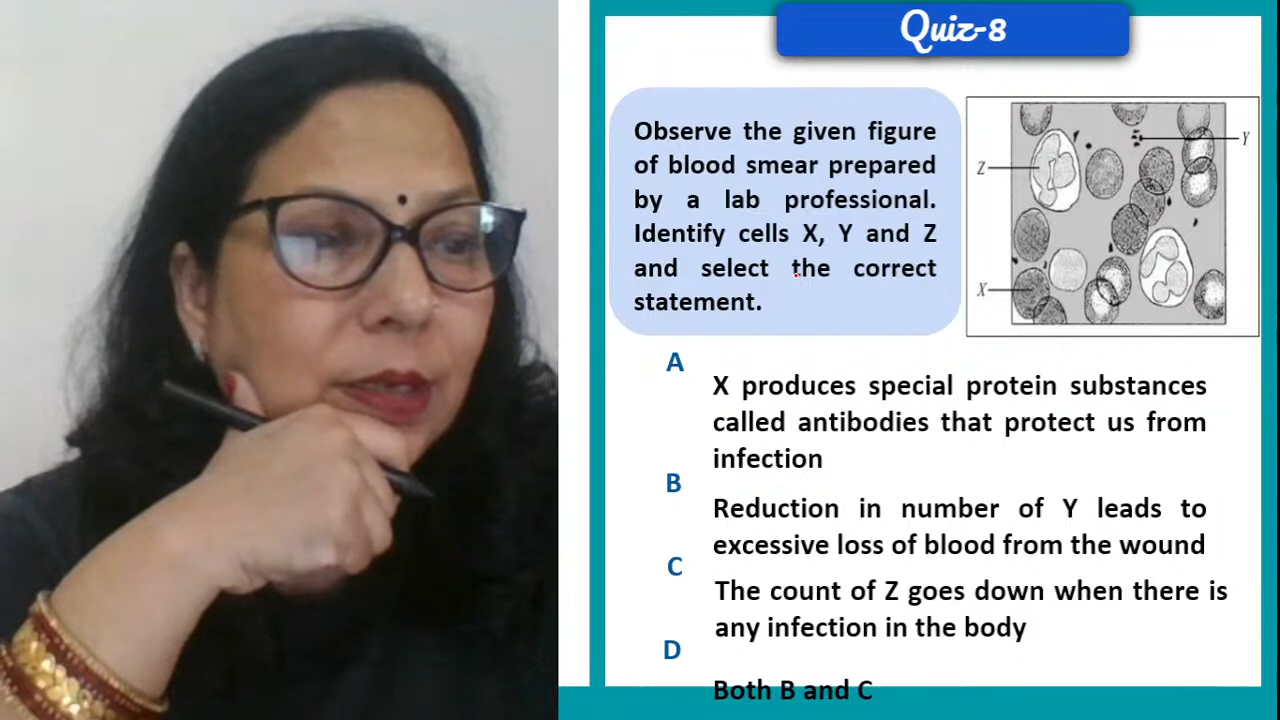 Quiz-8
Observe the given figure
of blood smear prepared
by a lab professional.
Identify cells X, Y and Z
and select the correct
statement.
Y
Z
X
A
X produces special protein substances
called antibodies that protect us from
infection
B
Reduction in number of Y leads to
excessive loss of blood from the wound
C
The count of Z goes down when there is
any infection in the body
D
Both B and C